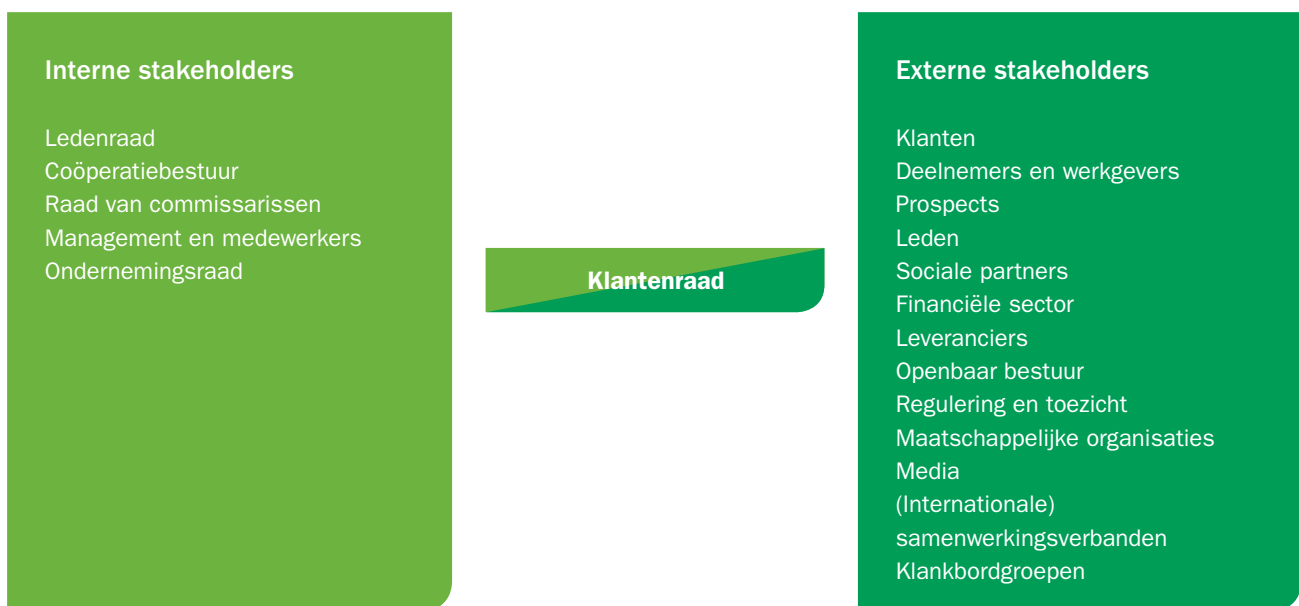 Interne stakeholders
Ledenraad
Coöperatiebestuur
Raad van commissarissen
Management en medewerkers
Ondernemingsraad
Klantenraad
Externe stakeholders
Klanten
Deelnemers en werkgevers
Prospects
Leden
Sociale partners
Financiële sector
Leveranciers
Openbaar bestuur
Regulering en toezicht
Maatschappelijke organisaties
Media
(Internationale)
samenwerkingsverbanden
Klankbordgroepen